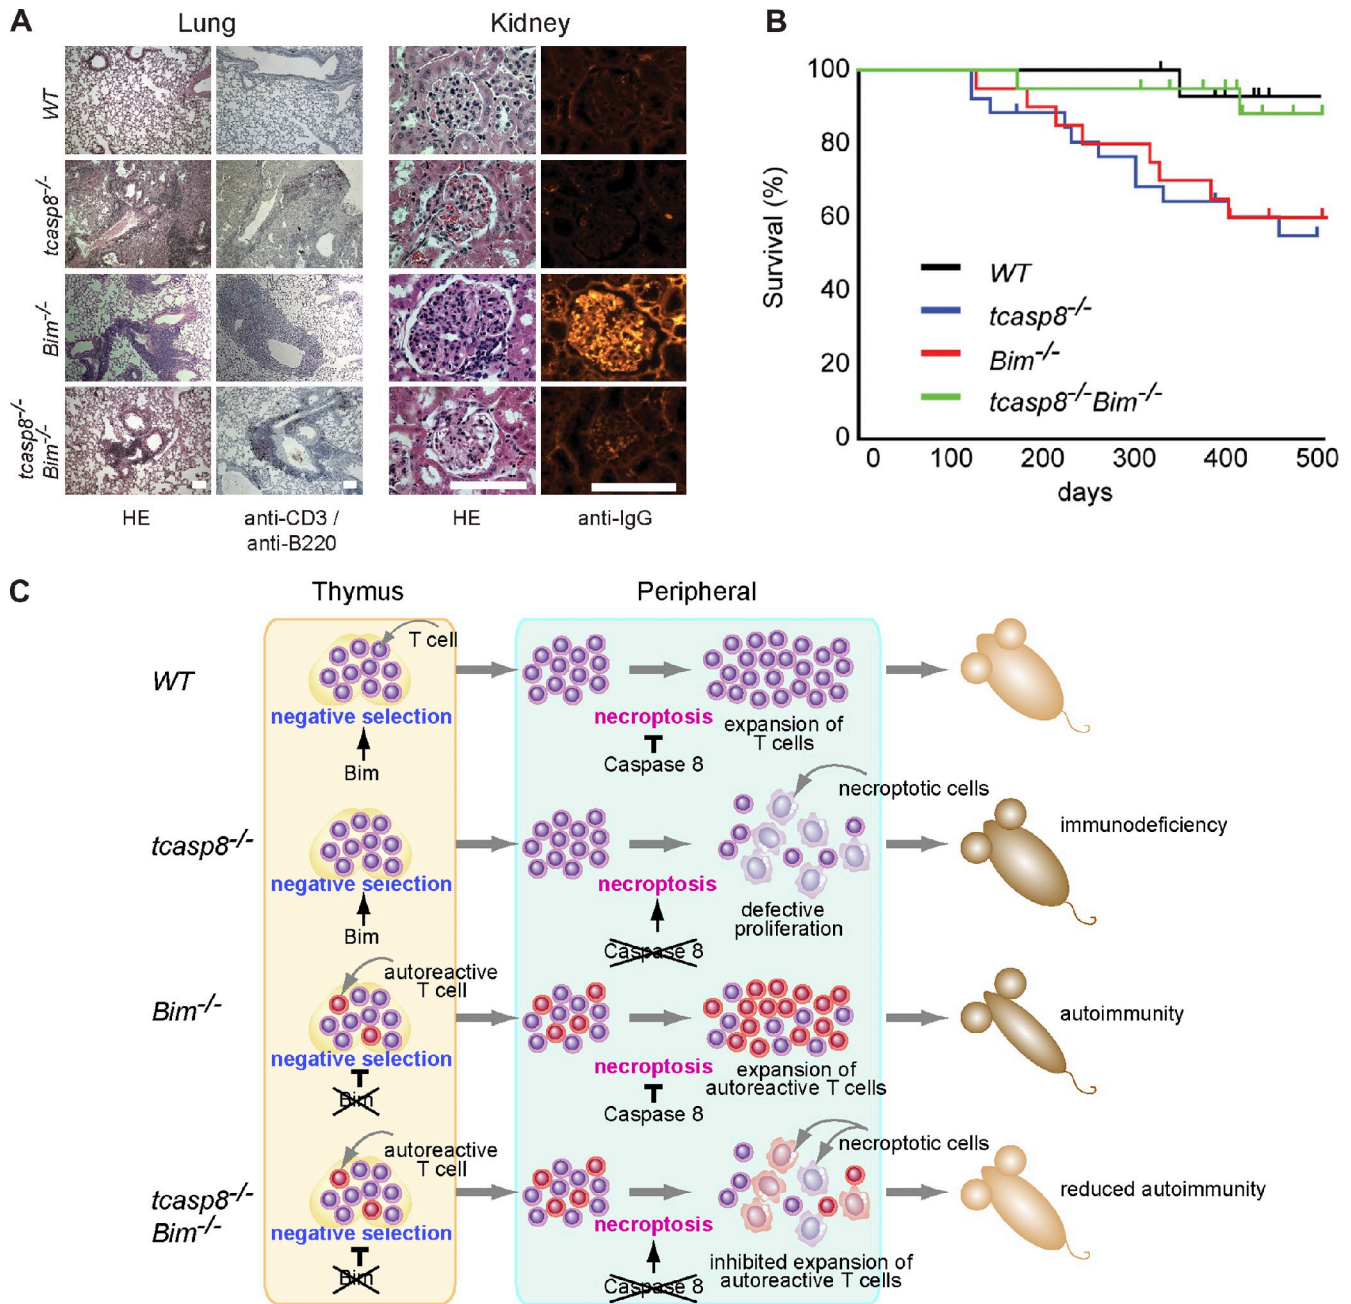 A
Lung
Kidney
WT
tcasp8-/-
Bim-/-
tcasp8-/-
Bim-/-
HE
anti-CD3 /
anti-B220
HE
anti-IgG
B
100
80
60
40
20
0
Survival (%)
0 100 200 300 400 500
days
WT
tcasp8-/-
Bim-/-
tcasp8-/-Bim-/-
C
Thymus
Peripheral
WT
T cell
negative selection
Bim
necroptosis
Caspase 8
expansion of
T cells
tcasp8-/-
negative selection
Bim
necroptosis
Caspase 8
necroptotic cells
defective
proliferation
immunodeficiency
Bim-/-
autoreactive
T cell
negative selection
Bim
necroptosis
Caspase 8
expansion of
autoreactive T cells
autoimmunity
tcasp8-/-
Bim-/-
autoreactive
T cell
negative selection
Bim
necroptosis
Caspase 8
necroptotic cells
inhibited expansion of
autoreactive T cells
reduced autoimmunity